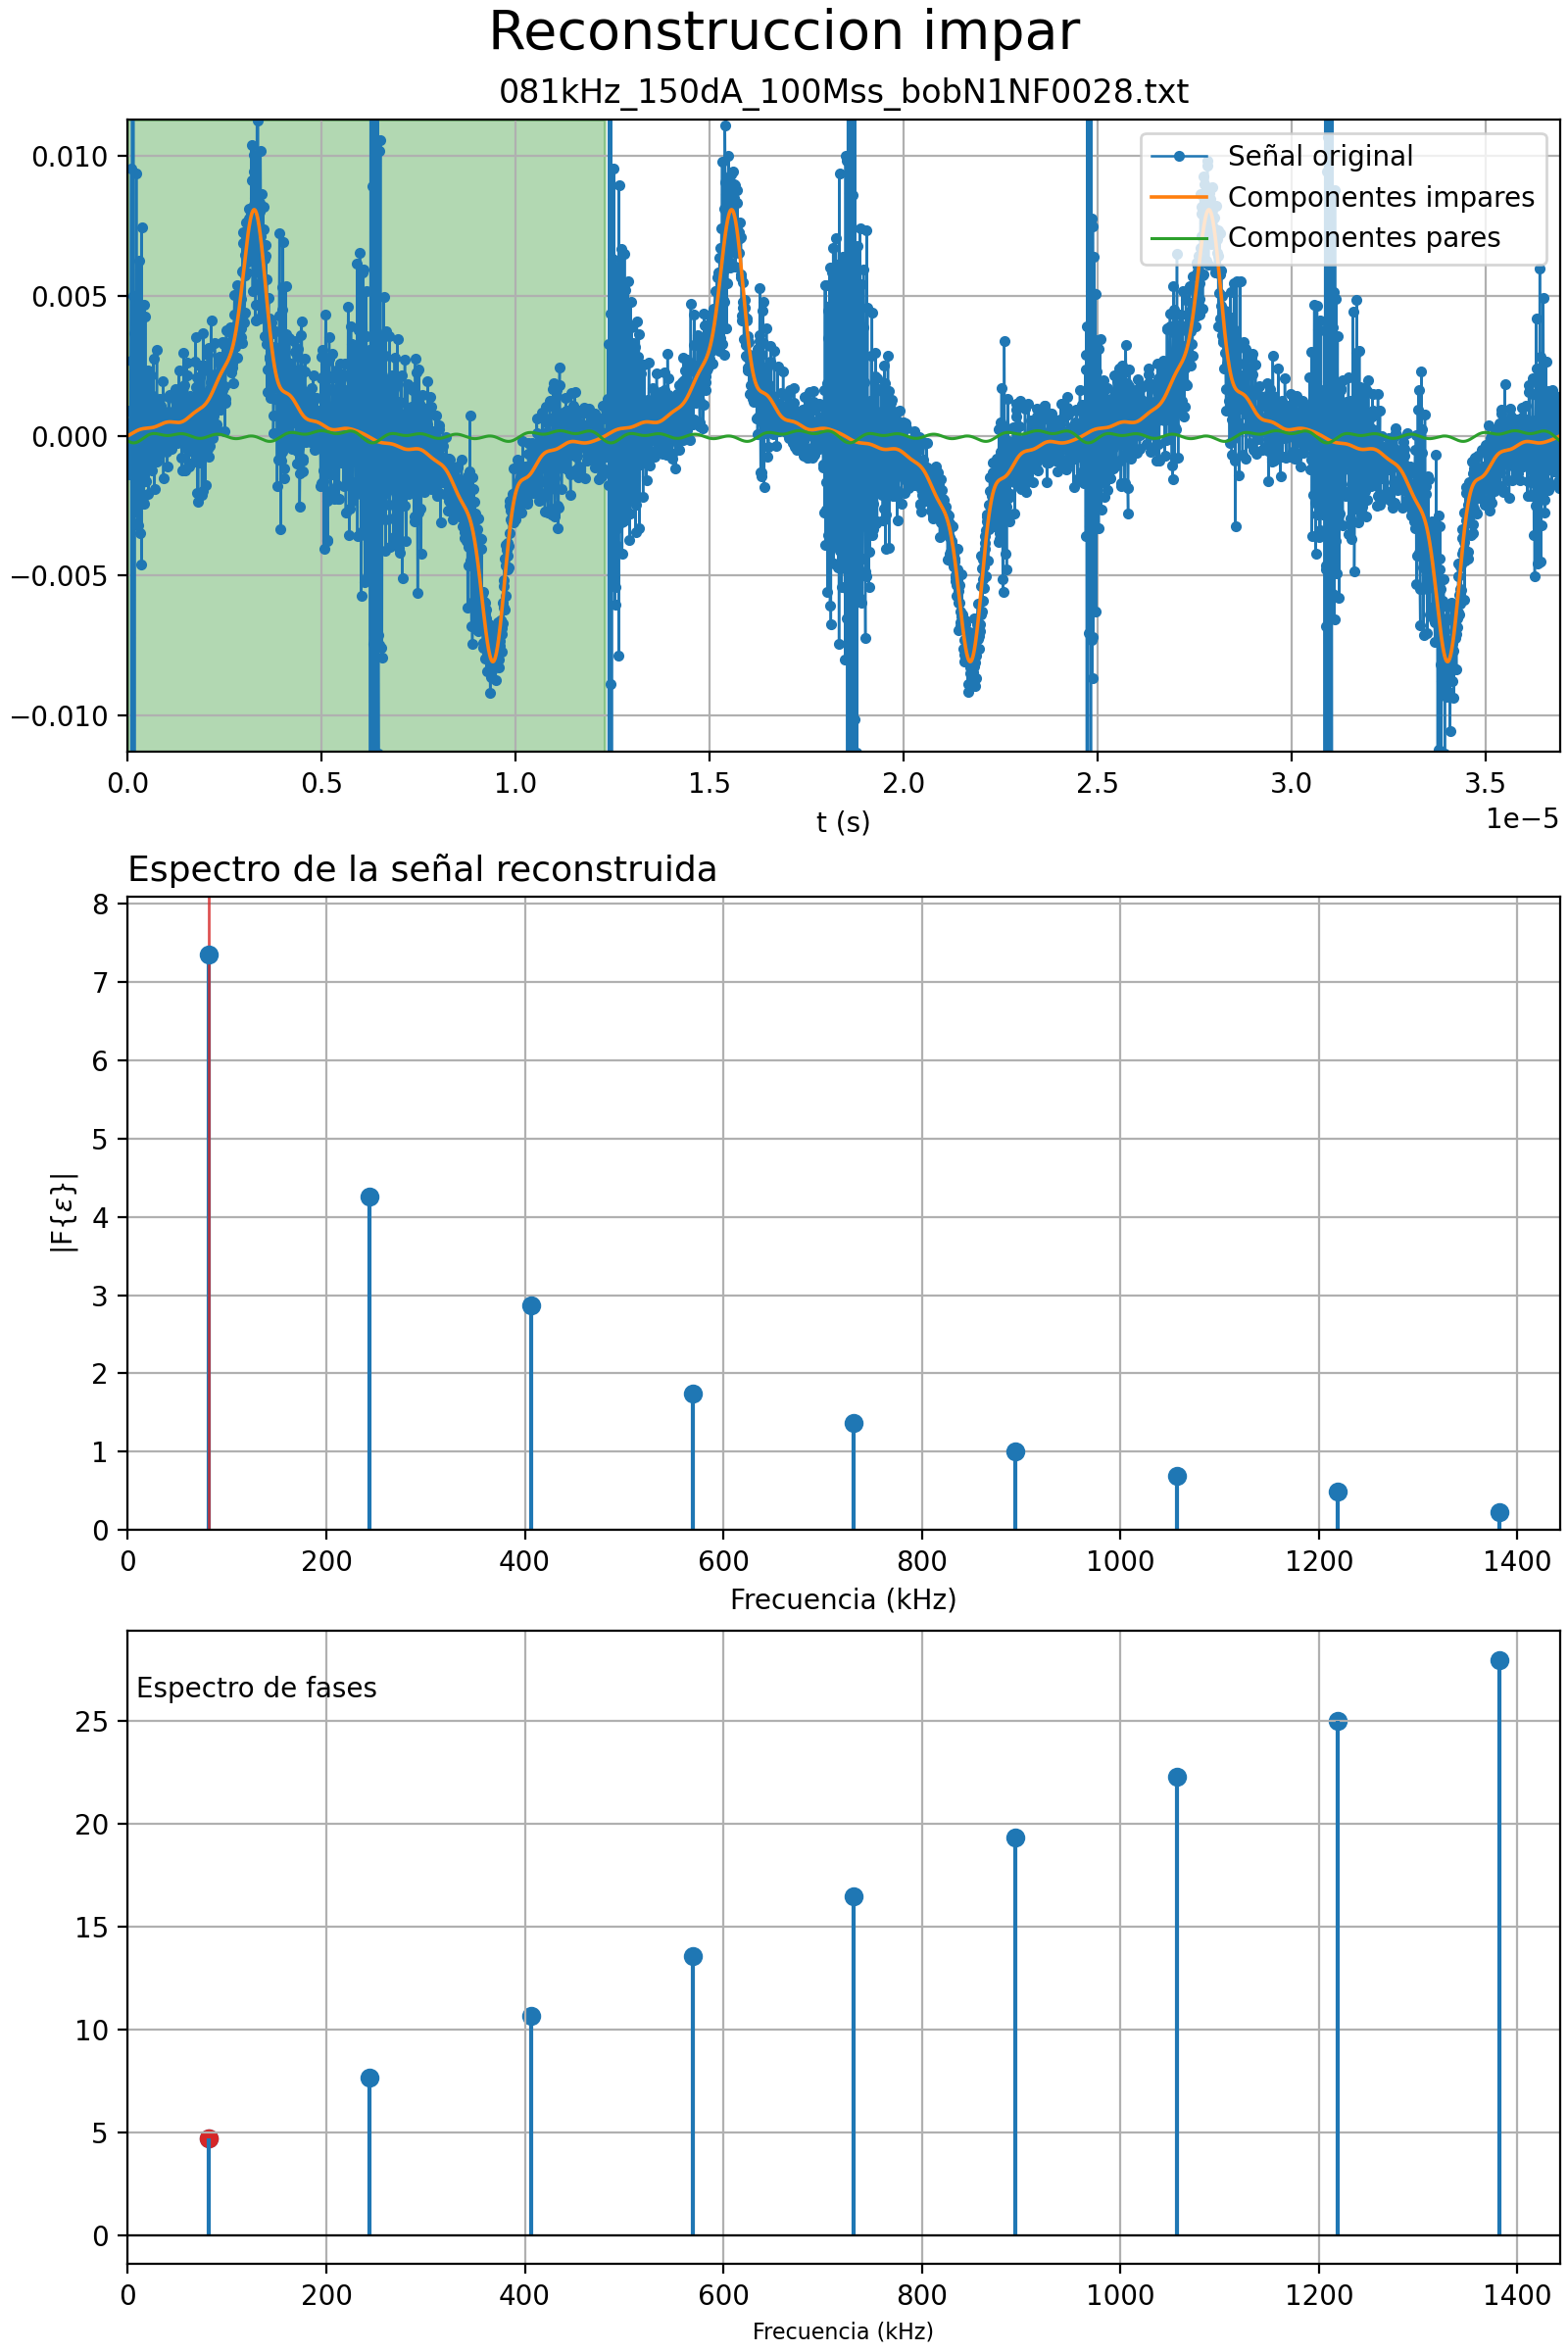 Reconstruccion impar
081kHz_150dA_100Mss_bobN1NF0028.txt
Señal original
Componentes impares
Componentes pares
0.010
0.005
0.000
−0.005
−0.010
0.0 0.5 1.0 1.5 2.0 2.5 3.0 3.5
1e−5
t (s)
Espectro de la señal reconstruida
8
7
6
5
4
3
2
1
0
|F{ε}|
0 200 400 600 800 1000 1200 1400
Frecuencia (kHz)
Espectro de fases
25
20
15
10
5
0
0 200 400 600 800 1000 1200 1400
Frecuencia (kHz)